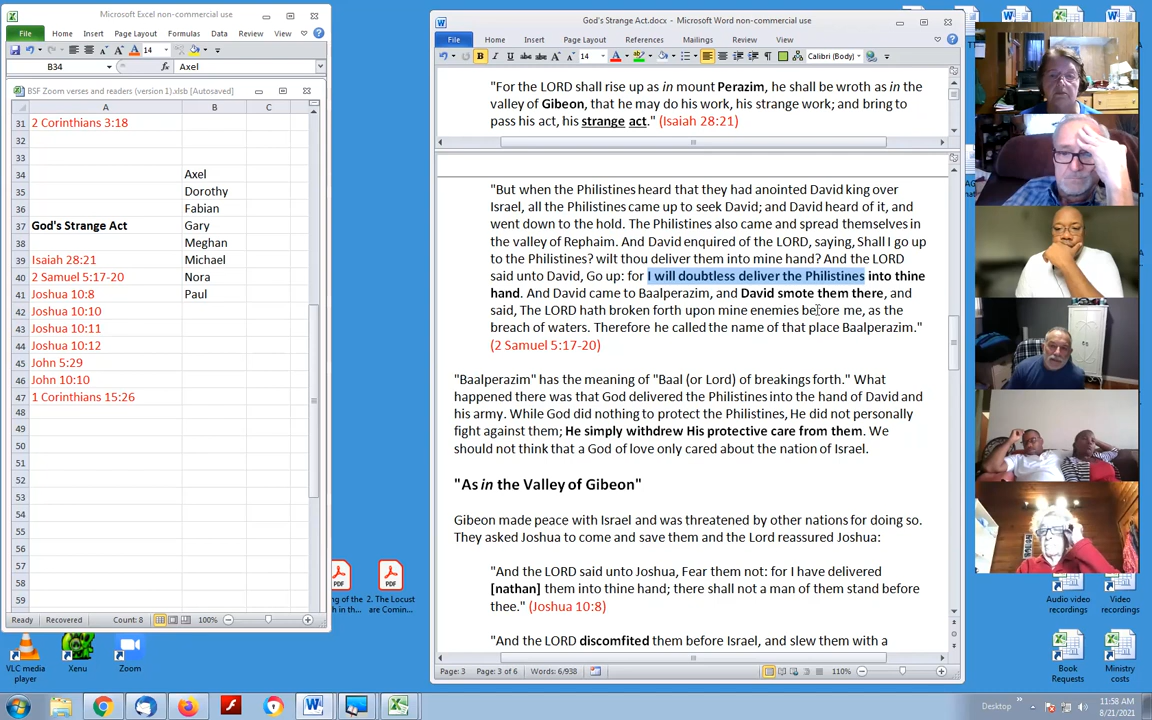 Microsoft Excel non-commercial use
File Home Insert Page Layout Formulas Data Review View
14
B34 fx Axel
BSF Zoom verses and readers (version 1).xlsb [Autosaved]
A B C
31 2 Corinthians 3:18
32
33
34 Axel
35 Dorothy
36 Fabian
37 God's Strange Act Gary
38 Meghan
39 Isaiah 28:21 Michael
40 2 Samuel 5:17-20 Nora
41 Joshua 10:8 Paul
42 Joshua 10:10
43 Joshua 10:11
44 Joshua 10:12
45 John 5:29
46 John 10:10
47 1 Corinthians 15:26
48
49
50
51
52
53
54
55
56
57
58
59
Ready Recovered Count: 8 100%
God's Strange Act.docx - Microsoft Word non-commercial use
File Home Insert Page Layout References Mailings Review View
B I U abc 14 A Calibri (Body)
"For the LORD shall rise up as in mount Perazim, he shall be wroth as in the
valley of Gibeon, that he may do his work, his strange work; and bring to
pass his act, his strange act." (Isaiah 28:21)
"But when the Philistines heard that they had anointed David king over
Israel, all the Philistines came up to seek David; and David heard of it, and
went down to the hold. The Philistines also came and spread themselves in
the valley of Rephaim. And David enquired of the LORD, saying, Shall I go up
to the Philistines? wilt thou deliver them into mine hand? And the LORD
said unto David, Go up: for I will doubtless deliver the Philistines into thine
hand. And David came to Baalperazim, and David smote them there, and
said, The LORD hath broken forth upon mine enemies before me, as the
breach of waters. Therefore he called the name of that place Baalperazim."
(2 Samuel 5:17-20)
"Baalperazim" has the meaning of "Baal (or Lord) of breakings forth." What
happened there was that God delivered the Philistines into the hand of David and
his army. While God did nothing to protect the Philistines, He did not personally
fight against them; He simply withdrew His protective care from them. We
should not think that a God of love only cared about the nation of Israel.
"As in the Valley of Gibeon"
Gibeon made peace with Israel and was threatened by other nations for doing so.
They asked Joshua to come and save them and the Lord reassured Joshua:
"And the LORD said unto Joshua, Fear them not: for I have delivered
[nathan] them into thine hand; there shall not a man of them stand before
thee." (Joshua 10:8)
"And the LORD discomfited them before Israel, and slew them with a
Page: 3 Page: 3 of 6 Words: 6/938 110%
2. The Locust
are Comin...
VLC media
player
Xenu
Zoom
Audio video
recordings
Video
recordings
Book
Requests
Ministry
costs
Desktop
11:58 AM
8/21/2021